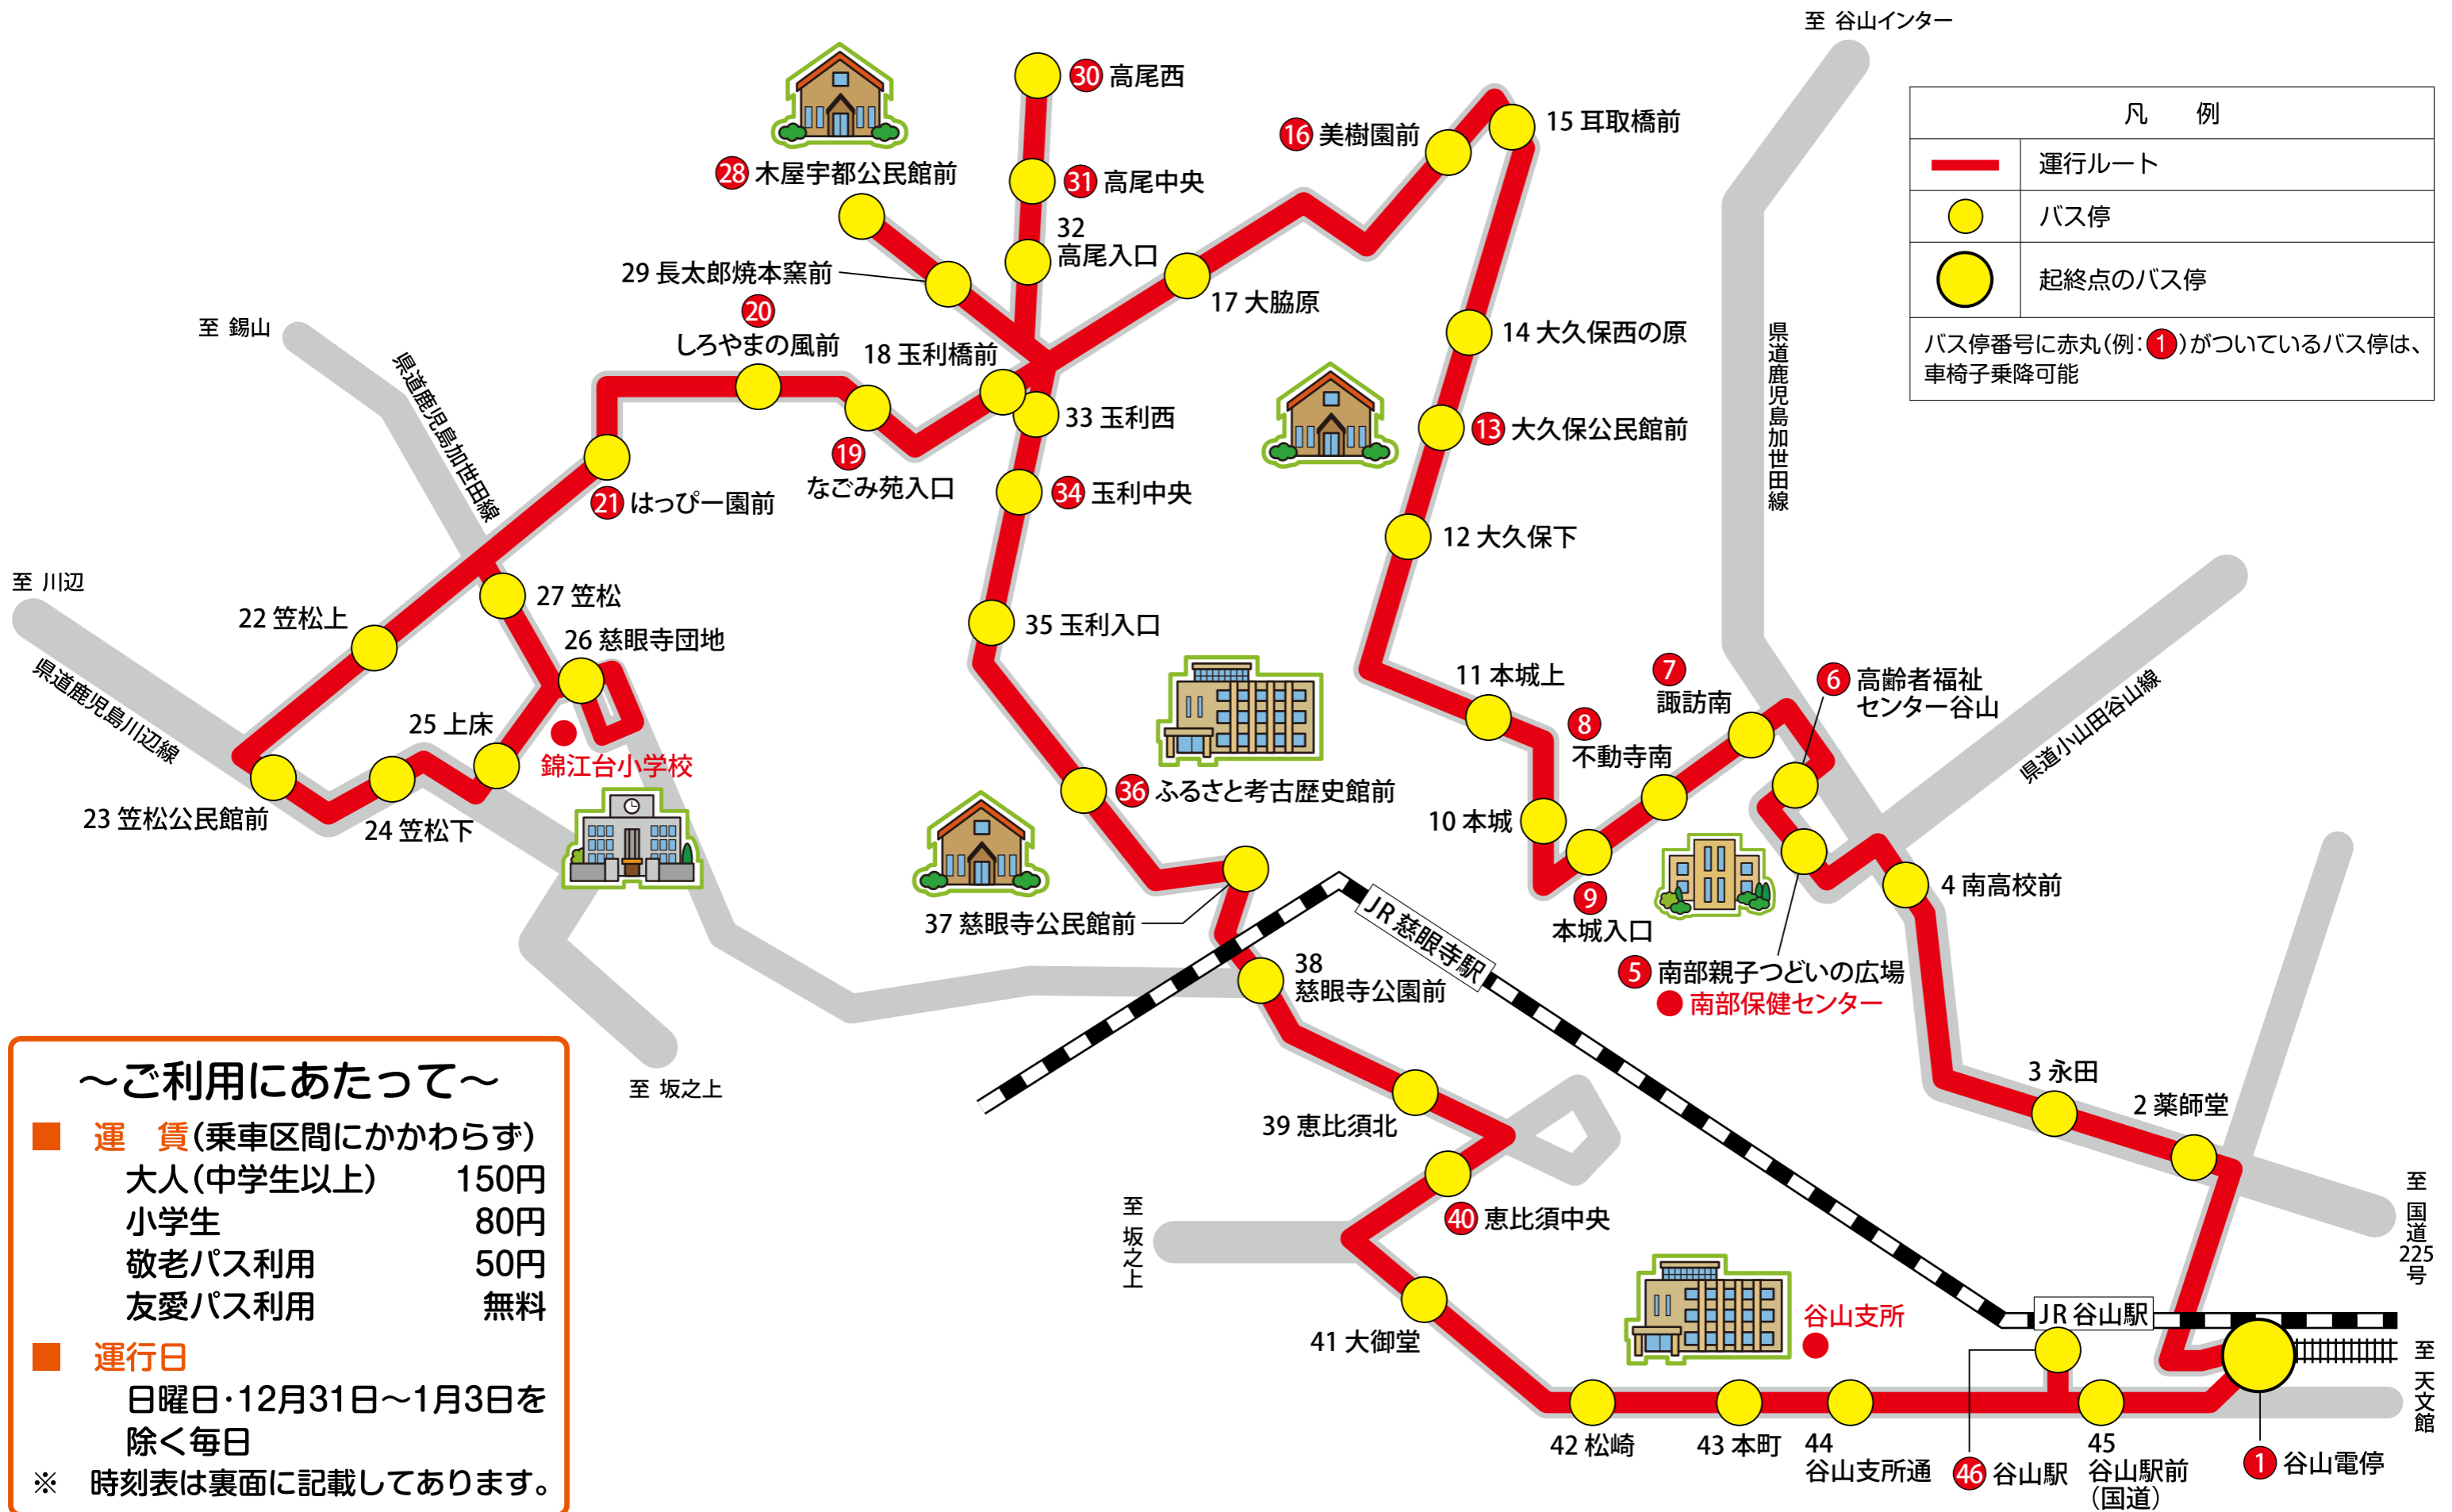 至 谷山インター
凡　例
運行ルート
バス停
起終点のバス停
バス停番号に赤丸(例:1)がついているバス停は、
車椅子乗降可能
30 高尾西
31 高尾中央
32
高尾入口
28 木屋宇都公民館前
29 長太郎焼本窯前
16 美樹園前
15 耳取橋前
17 大脇原
14 大久保西の原
13 大久保公民館前
12 大久保下
11 本城上
10 本城
県道鹿児島加世田線
至 錫山
県道鹿児島加世田線
20
しろやまの風前
18 玉利橋前
19
なごみ苑入口
21 はっぴー園前
33 玉利西
34 玉利中央
35 玉利入口
至 川辺
県道鹿児島川辺線
22 笠松上
27 笠松
26 慈眼寺団地
25 上床
錦江台小学校
23 笠松公民館前
24 笠松下
36 ふるさと考古歴史館前
37 慈眼寺公民館前
38
慈眼寺公園前
7
諏訪南
8
不動寺南
9
本城入口
6 高齢者福祉
センター谷山
県道小山田谷山線
5 南部親子つどいの広場
南部保健センター
4 南高校前
3 永田
2 薬師堂
JR 慈眼寺駅
39 恵比須北
40 恵比須中央
至 坂之上
至 坂之上
41 大御堂
42 松崎
43 本町
44
谷山支所通
谷山支所
46 谷山駅
45
谷山駅前
(国道)
1 谷山電停
JR 谷山駅
至 国道225号
至 天文館
～ご利用にあたって～
■ 運　賃(乗車区間にかかわらず)
大人(中学生以上) 150円
小学生 80円
敬老パス利用 50円
友愛パス利用 無料
■ 運行日
日曜日・12月31日～1月3日を
除く毎日
※ 時刻表は裏面に記載してあります。